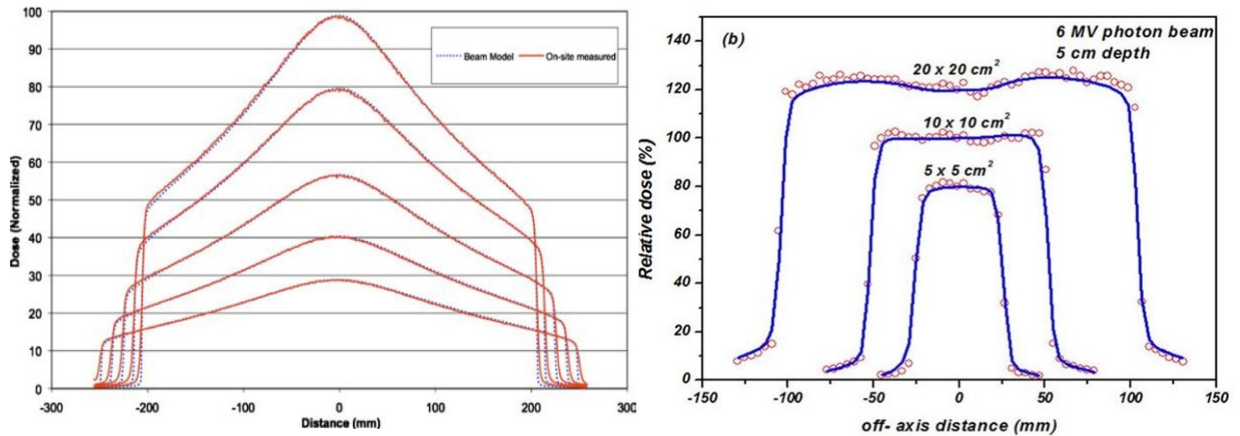 100
90
80
70
60
50
40
30
20
10
0
Dose (Normalized)
Beam Model
On-site measured
-300
-200
-100
0
100
200
300
Distance (mm)
(b)
6 MV photon beam
5 cm depth
20 x 20 cm²
10 x 10 cm²
5 x 5 cm²
140
120
100
80
60
40
20
0
Relative dose (%)
-150
-100
-50
0
50
100
150
off- axis distance (mm)